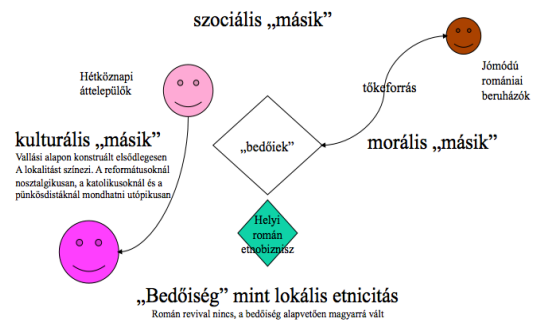 szociális „másik”
Hétköznapi
áttelepülők
tőkeforrás
Jómódú
romániai
beruházók
„bedőiek”
kulturális „másik”
Vallási alapon konstruált elsődlegesen
A lokalitást színezi. A reformátusoknál
nosztalgikusan, a katolikusoknál és a
pünkösdistáknál mondhatni utópikusan
morális „másik”
Helyi
román
etnobiznisz
„Bedőiség” mint lokális etnicitás
Román revival nincs, a bedőiség alapvetően magyarrá vált